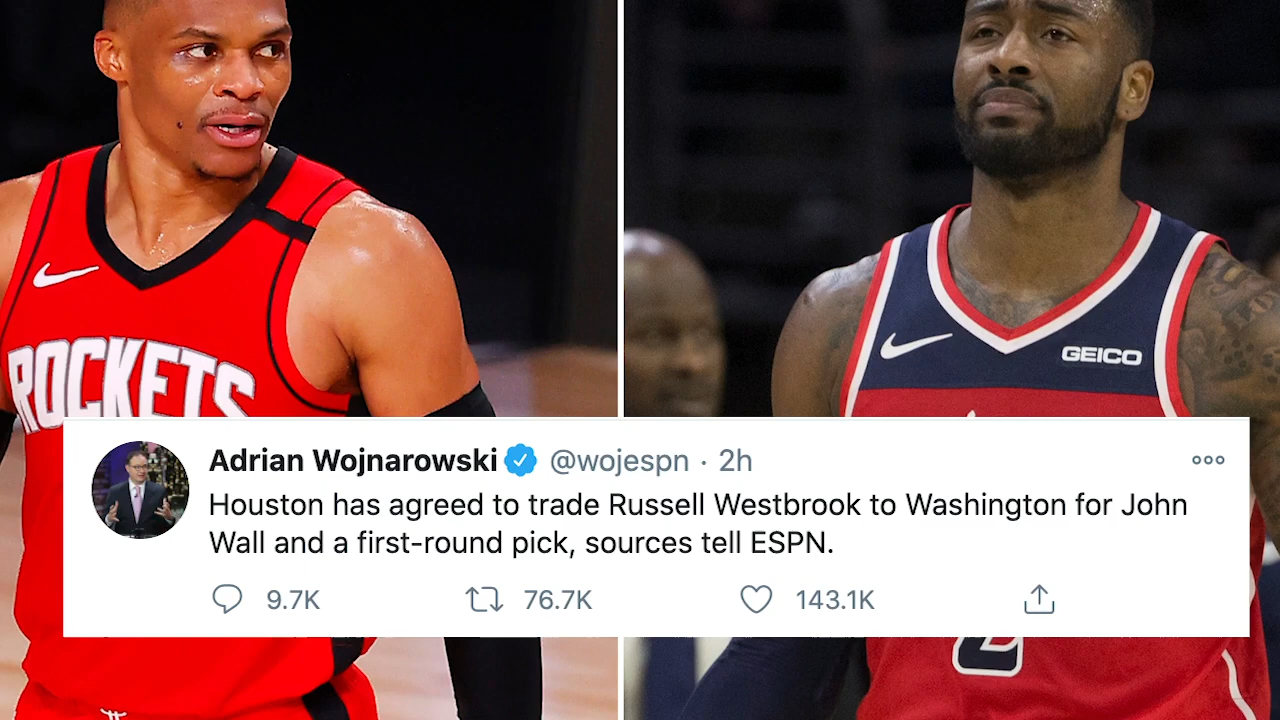 ROCKETS
GEICO
Adrian Wojnarowski @wojespn · 2h
Houston has agreed to trade Russell Westbrook to Washington for John
Wall and a first-round pick, sources tell ESPN.
9.7K 76.7K 143.1K
2